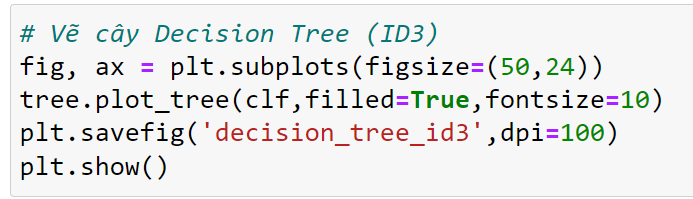 # Vẽ cây Decision Tree (ID3)
fig, ax = plt.subplots(figsize=(50,24))
tree.plot_tree(clf,filled=True,fontsize=10)
plt.savefig('decision_tree_id3',dpi=100)
plt.show()